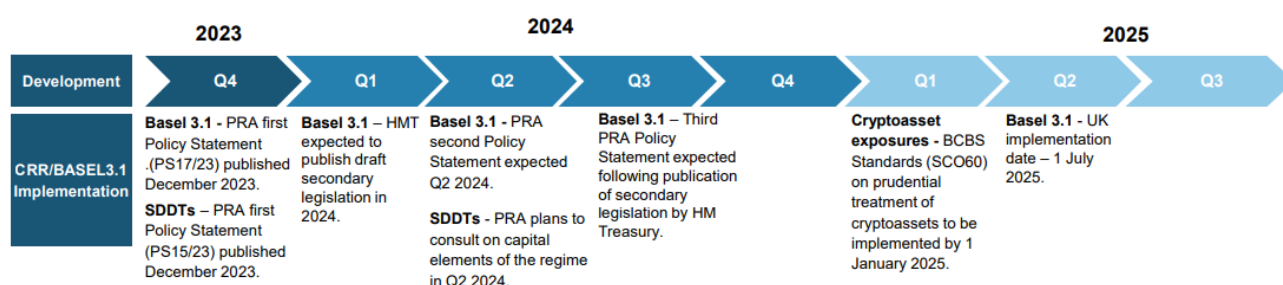 2023
2024
2025
Development
Q4
Q1
Q2
Q3
Q4
Q1
Q2
Q3
CRR/BASEL3.1
Implementation
Basel 3.1 - PRA first
Policy Statement
.(PS17/23) published
December 2023.
SDDTs – PRA first
Policy Statement
(PS15/23) published
December 2023.
Basel 3.1 – HMT
expected to
publish draft
secondary
legislation in
2024.
Basel 3.1 - PRA
second Policy
Statement expected
Q2 2024.
SDDTs - PRA plans to
consult on capital
elements of the regime
in Q2 2024.
Basel 3.1 – Third
PRA Policy
Statement expected
following publication
of secondary
legislation by HM
Treasury.
Cryptoasset
exposures - BCBS
Standards (SCO60)
on prudential
treatment of
cryptoassets to be
implemented by 1
January 2025.
Basel 3.1 - UK
implementation
date – 1 July
2025.